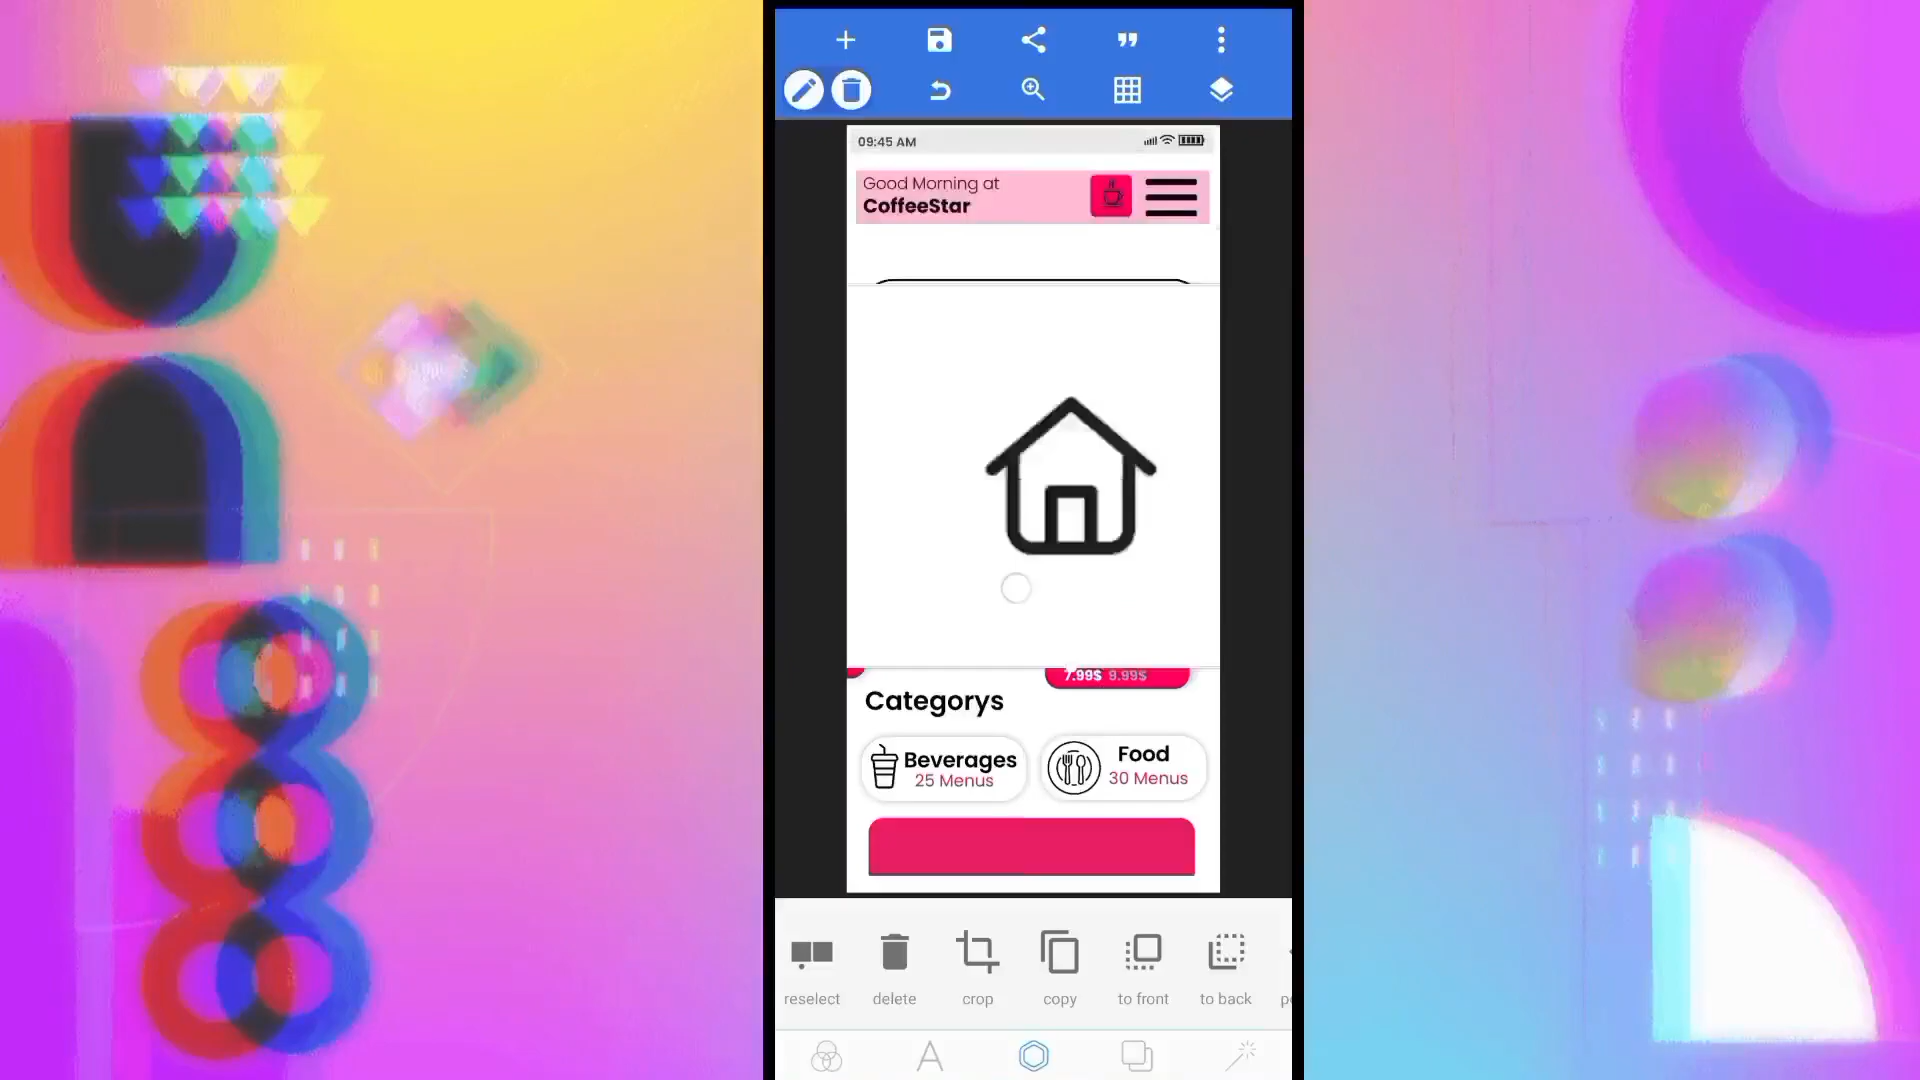 09:45 AM
Good Morning at
CoffeeStar
7.99$ 9.99$
Categorys
Beverages
25 Menus
Food
30 Menus
reselect
delete
crop
copy
to front
to back